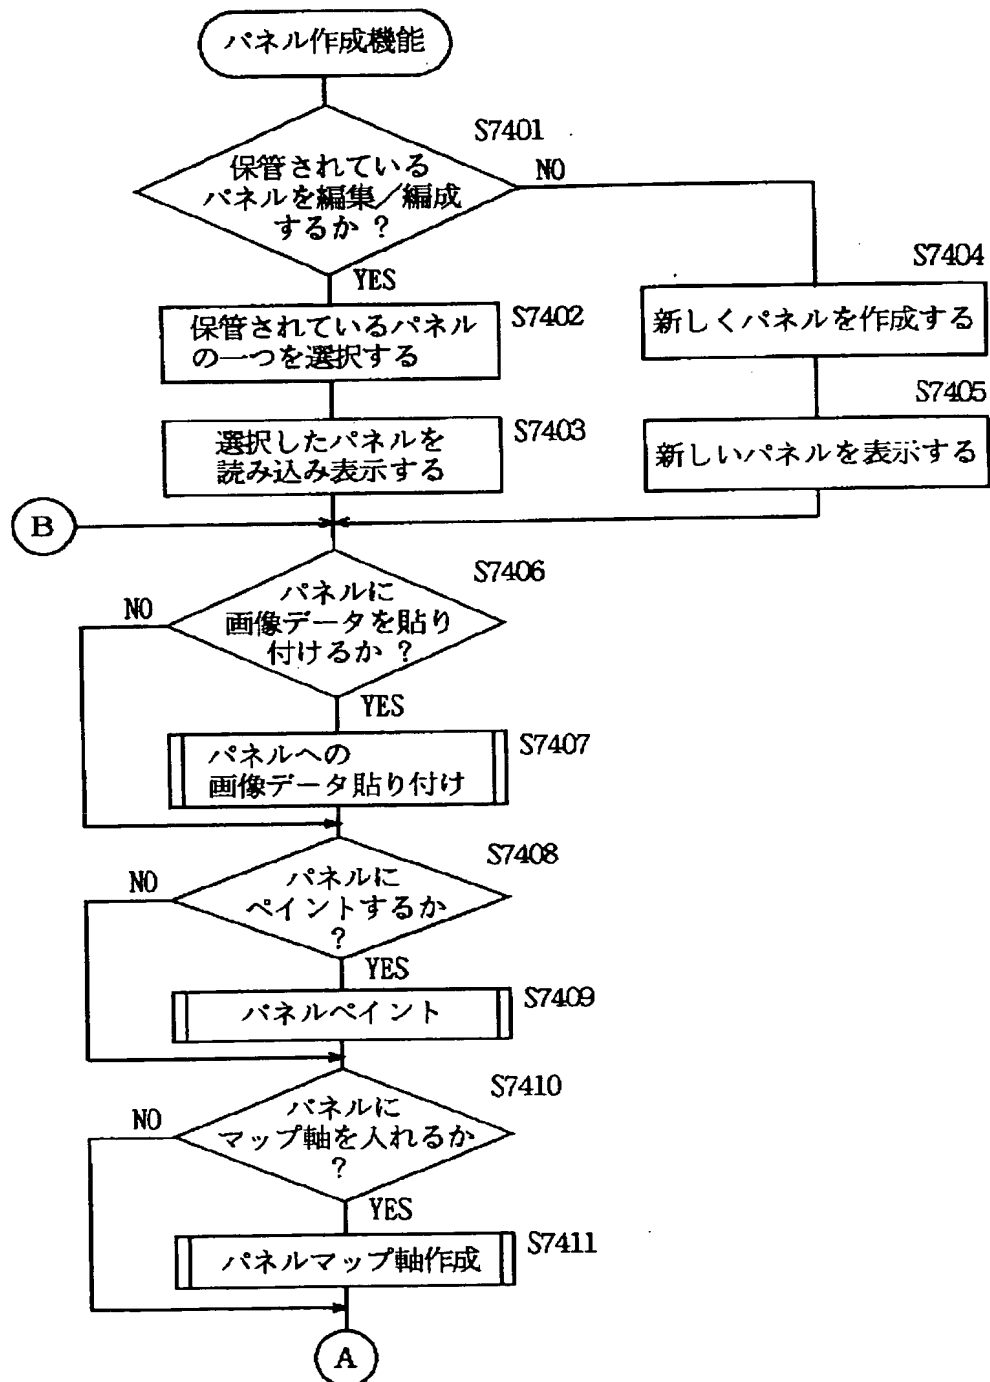 パネル作成機能
S7401
保管されている
パネルを編集／編成
するか ?
NO
YES
S7404
新しくパネルを作成する
S7402
保管されているパネル
の一つを選択する
S7405
新しいパネルを表示する
S7403
選択したパネルを
読み込み表示する
B
S7406
パネルに
画像データを貼り
付けるか ?
NO
YES
S7407
パネルへの
画像データ貼り付け
S7408
パネルに
ペイントするか
?
NO
YES
S7409
パネルペイント
S7410
パネルに
マップ軸を入れるか
?
NO
YES
S7411
パネルマップ軸作成
A